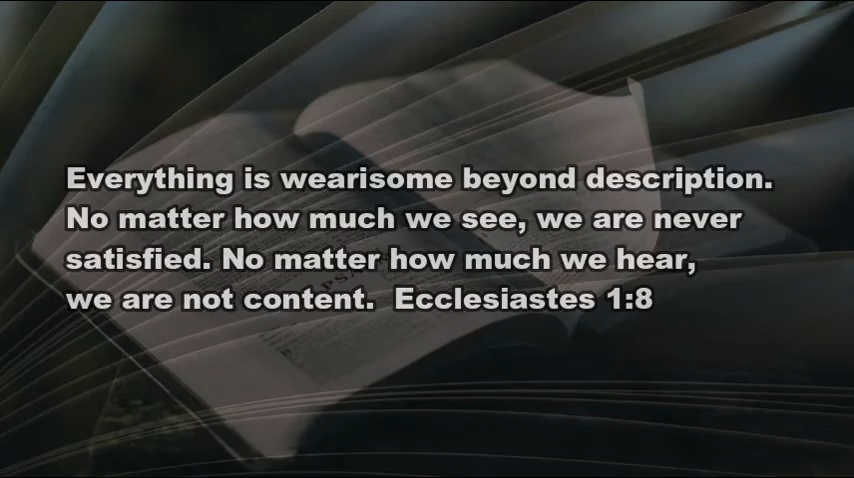 Everything is wearisome beyond description.
No matter how much we see, we are never
satisfied. No matter how much we hear,
we are not content.  Ecclesiastes 1:8